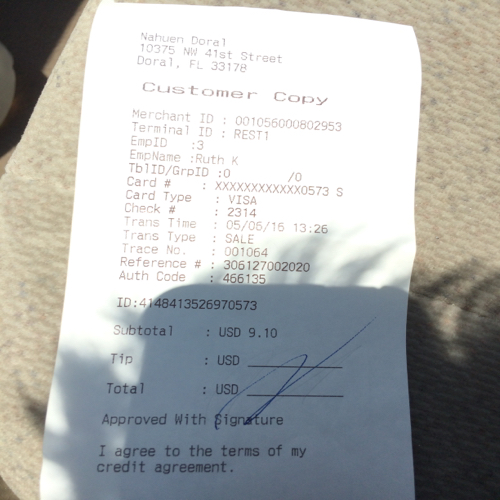 Nahuen Doral
10375 NW 41st Street
Doral, FL 33178
Customer Copy
Merchant ID : 001056000802953
Terminal ID : REST1
EmpID :3
EmpName :Ruth K
TblID/GrpID :0 /0
Card # : XXXXXXXXXXXX0573 S
Card Type : VISA
Check # : 2314
Trans Time : 05/06/16 13:26
Trans Type : SALE
Trace No. : 001064
Reference # : 306127002020
Auth Code : 466135
ID:4148413526970573
Subtotal : USD 9.10
Tip : USD
Total : USD
Approved With Signature
I agree to the terms of my
credit agreement.